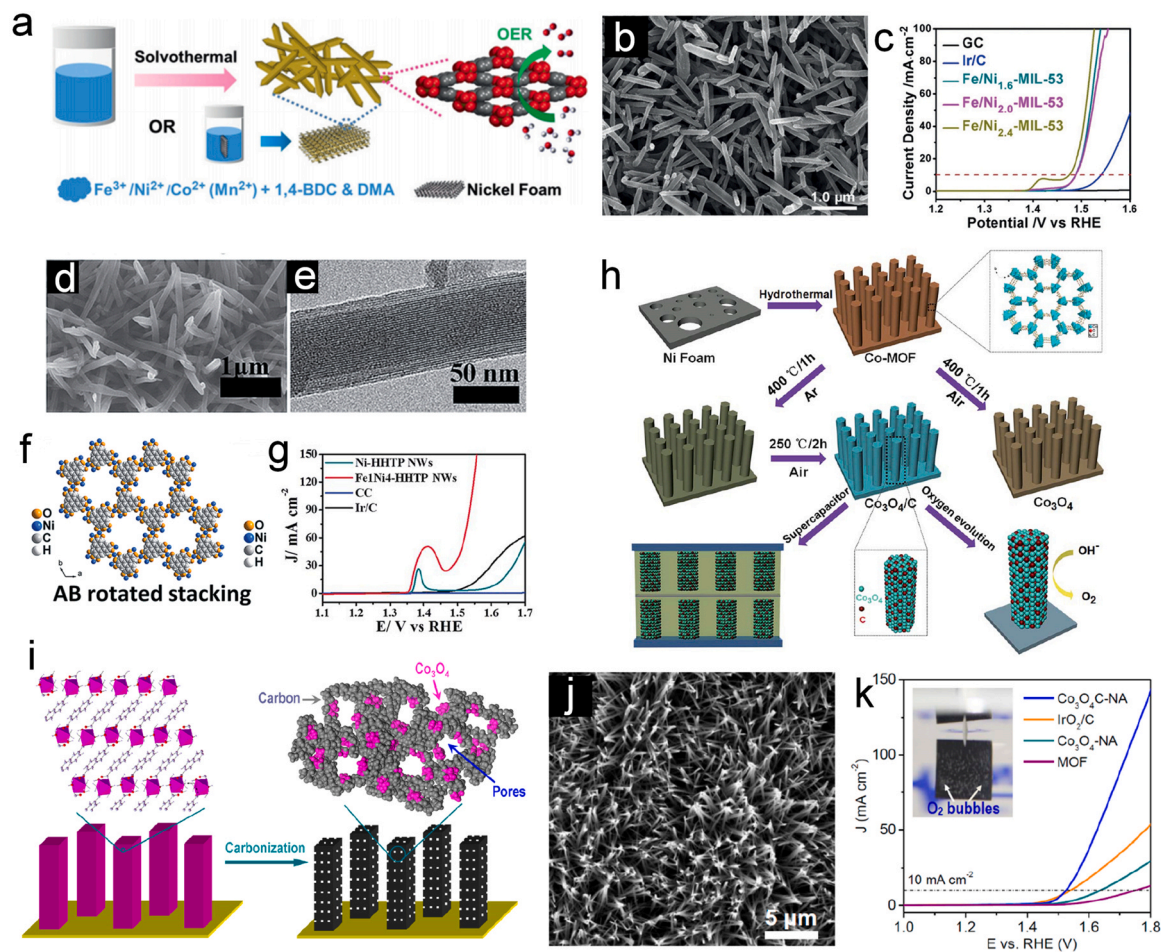 a
Solvothermal
OR
OER
Fe³⁺/Ni²⁺/Co²⁺ (Mn²⁺) + 1,4-BDC & DMA
Nickel Foam
b
1.0 μm
c
Current Density /mA·cm⁻²
100
80
60
40
20
0
GC
Ir/C
Fe/Ni₁.₆-MIL-53
Fe/Ni₂.₀-MIL-53
Fe/Ni₂.₄-MIL-53
1.2
1.3
1.4
1.5
1.6
Potential /V vs RHE
d
1μm
e
50 nm
f
O
Ni
C
H
b
a
O
Ni
C
H
AB rotated stacking
g
J/ mA cm⁻²
150
120
90
60
30
0
Ni-HHTP NWs
Fe1Ni4-HHTP NWs
CC
Ir/C
1.1
1.2
1.3
1.4
1.5
1.6
1.7
E/ V vs RHE
h
Ni Foam
Hydrothermal
Co-MOF
400 ℃/1h
Ar
400 ℃/1h
Air
250 ℃/2h
Air
Co₃O₄/C
Co₃O₄
Supercapacitor
Oxygen evolution
Co₃O₄
C
OH⁻
O₂
i
Carbon
Co₃O₄
Pores
Carbonization
j
5 μm
k
J (mA cm⁻²)
150
100
50
0
O₂ bubbles
Co₃O₄C-NA
IrO₂/C
Co₃O₄-NA
MOF
10 mA cm⁻²
1.0
1.2
1.4
1.6
1.8
E vs. RHE (V)